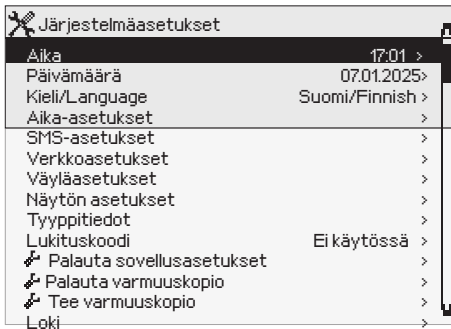 Järjestelmäasetukset
Aika 17:01 >
Päivämäärä 07.01.2025>
Kieli/Language Suomi/Finnish >
Aika-asetukset >
SMS-asetukset >
Verkkoasetukset >
Väyläasetukset >
Näytön asetukset >
Tyyppitiedot >
Lukituskoodi Ei käytössä >
Palauta sovellusasetukset >
Palauta varmuuskopio >
Tee varmuuskopio >
Loki >